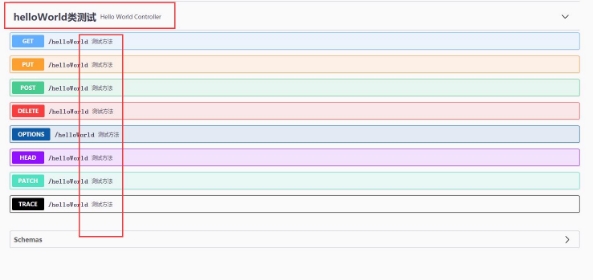 helloWorld类测试 Hello World Controller
GET /helloWorld 测试方法
PUT /helloWorld 测试方法
POST /helloWorld 测试方法
DELETE /helloWorld 测试方法
OPTIONS /helloWorld 测试方法
HEAD /helloWorld 测试方法
PATCH /helloWorld 测试方法
TRACE /helloWorld 测试方法
Schemas